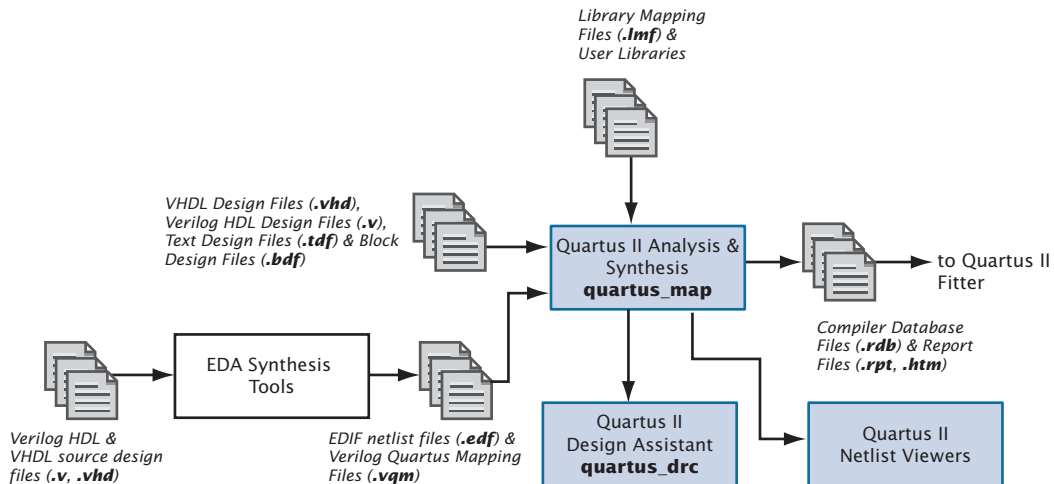 Library Mapping
Files (.lmf) &
User Libraries
VHDL Design Files (.vhd),
Verilog HDL Design Files (.v),
Text Design Files (.tdf) & Block
Design Files (.bdf)
Quartus II Analysis &
Synthesis
quartus_map
to Quartus II
Fitter
Compiler Database
Files (.rdb) & Report
Files (.rpt, .htm)
EDA Synthesis
Tools
Verilog HDL &
VHDL source design
files (.v, .vhd)
EDIF netlist files (.edf) &
Verilog Quartus Mapping
Files (.vqm)
Quartus II
Design Assistant
quartus_drc
Quartus II
Netlist Viewers